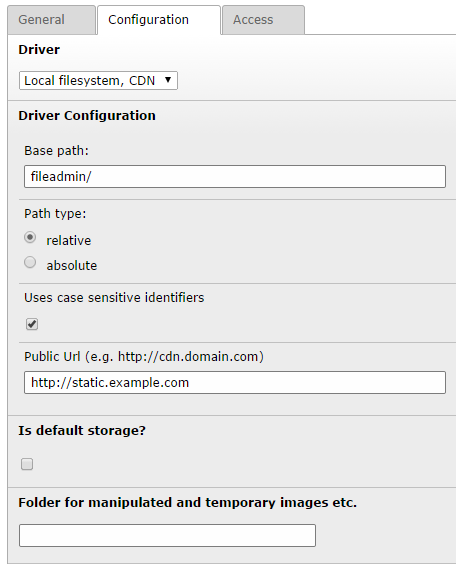 General Configuration Access
Driver
Local filesystem, CDN
Driver Configuration
Base path:
fileadmin/
Path type:
relative
absolute
Uses case sensitive identifiers
Public Url (e.g. http://cdn.domain.com)
http://static.example.com
Is default storage?
Folder for manipulated and temporary images etc.